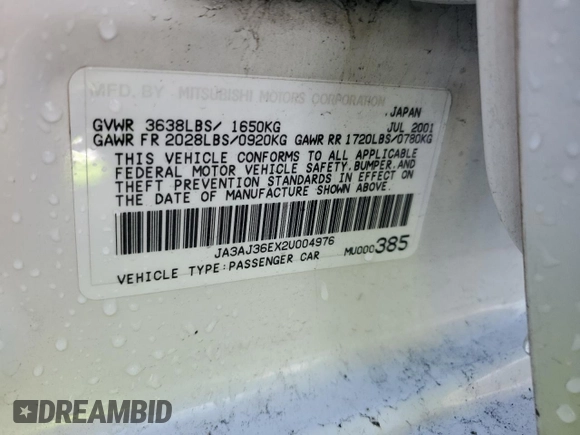 MFD. BY MITSUBISHI MOTORS CORPORATION
, JAPAN
GVWR 3638LBS/ 1650KG JUL 2001
GAWR FR 2028LBS/0920KG GAWR RR 1720LBS/0780KG
THIS VEHICLE CONFORMS TO ALL APPLICABLE
FEDERAL MOTOR VEHICLE SAFETY, BUMPER, AND
THEFT PREVENTION STANDARDS IN EFFECT ON
THE DATE OF MANUFACTURE SHOWN ABOVE.
JA3AJ36EX2U004976
VEHICLE TYPE:PASSENGER CAR MU000385
DREAMBID